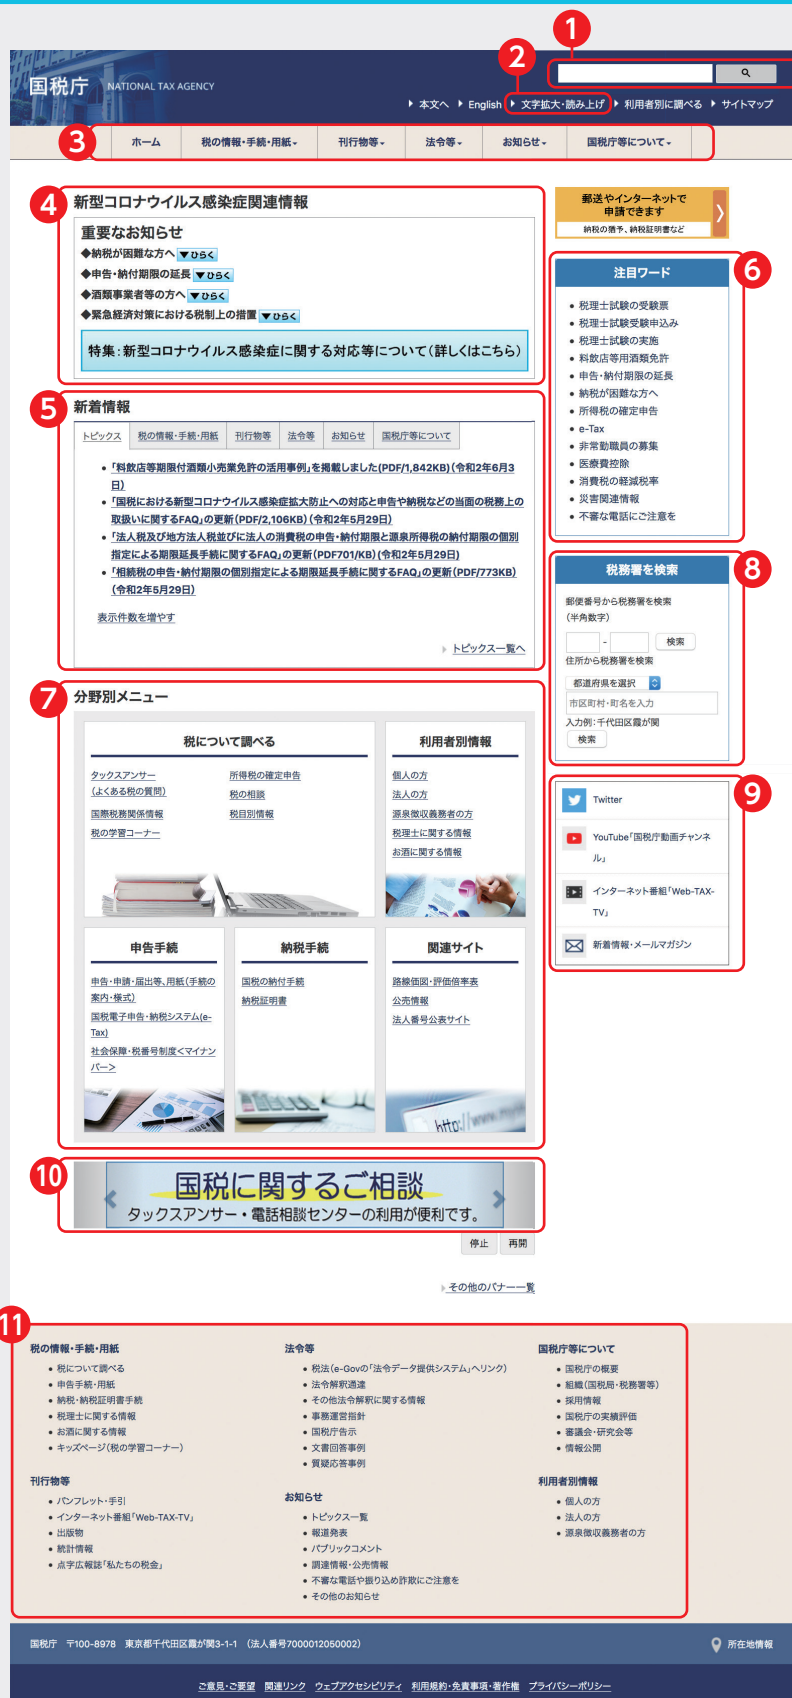 1
2
国税庁 NATIONAL TAX AGENCY
本文へ English 文字拡大・読み上げ 利用者別に調べる サイトマップ
3
ホーム 税の情報・手続・用紙 刊行物等 法令等 お知らせ 国税庁等について
4
新型コロナウイルス感染症関連情報
重要なお知らせ
◆納税が困難な方へ ▼ひらく
◆申告・納付期限の延長 ▼ひらく
◆酒類事業者等の方へ ▼ひらく
◆緊急経済対策における税制上の措置 ▼ひらく
特集：新型コロナウイルス感染症に関する対応等について（詳しくはこちら）
郵送やインターネットで
申請できます
納税の猶予、納税証明書など
5
新着情報
トピックス 税の情報・手続・用紙 刊行物等 法令等 お知らせ 国税庁等について
• 「料飲店等期限付酒類小売業免許の活用事例」を掲載しました(PDF/1,842KB)(令和2年6月3
日)
• 「国税における新型コロナウイルス感染症拡大防止への対応と申告や納税などの当面の税務上の
取扱いに関するFAQ」の更新(PDF/2,106KB)(令和2年5月29日)
• 「法人税及び地方法人税並びに法人の消費税の申告・納付期限と源泉所得税の納付期限の個別
指定による期限延長手続に関するFAQ」の更新(PDF701/KB)(令和2年5月29日)
• 「相続税の申告・納付期限の個別指定による期限延長手続に関するFAQ」の更新(PDF/773KB)
(令和2年5月29日)
表示件数を増やす
トピックス一覧へ
6
注目ワード
• 税理士試験の受験票
• 税理士試験受験申込み
• 税理士試験の実施
• 料飲店等用酒類免許
• 申告・納付期限の延長
• 納税が困難な方へ
• 所得税の確定申告
• e-Tax
• 非常勤職員の募集
• 医療費控除
• 消費税の軽減税率
• 災害関連情報
• 不審な電話にご注意を
8
税務署を検索
郵便番号から税務署を検索
(半角数字)
- 検索
住所から税務署を検索
都道府県を選択
市区町村・町名を入力
入力例：千代田区霞が関
検索
7
分野別メニュー
税について調べる
タックスアンサー
(よくある税の質問)
国際税務関係情報
税の学習コーナー
所得税の確定申告
税の相談
税目別情報
利用者別情報
個人の方
法人の方
源泉徴収義務者の方
税理士に関する情報
お酒に関する情報
申告手続
申告・申請・届出等、用紙(手続の
案内・様式)
国税電子申告・納税システム(e-
Tax)
社会保障・税番号制度<マイナン
バー>
納税手続
国税の納付手続
納税証明書
関連サイト
路線価図・評価倍率表
公売情報
法人番号公表サイト
http://www.
9
Twitter
YouTube「国税庁動画チャンネ
ル」
インターネット番組「Web-TAX-
TV」
新着情報・メールマガジン
10
国税に関するご相談
タックスアンサー・電話相談センターの利用が便利です。
停止 再開
その他のバナー一覧
11
税の情報・手続・用紙
• 税について調べる
• 申告手続・用紙
• 納税・納税証明書手続
• 税理士に関する情報
• お酒に関する情報
• キッズページ(税の学習コーナー)
刊行物等
• パンフレット・手引
• インターネット番組「Web-TAX-TV」
• 出版物
• 統計情報
• 点字広報誌「私たちの税金」
法令等
• 税法(e-Govの「法令データ提供システム」へリンク)
• 法令解釈通達
• その他法令解釈に関する情報
• 事務運営指針
• 国税庁告示
• 文書回答事例
• 質疑応答事例
お知らせ
• トピックス一覧
• 報道発表
• パブリックコメント
• 調達情報・公売情報
• 不審な電話や振り込め詐欺にご注意を
• その他のお知らせ
国税庁等について
• 国税庁の概要
• 組織(国税局・税務署等)
• 採用情報
• 国税庁の実績評価
• 審議会・研究会等
• 情報公開
利用者別情報
• 個人の方
• 法人の方
• 源泉徴収義務者の方
国税庁 〒100-8978 東京都千代田区霞が関3-1-1 (法人番号7000012050002) 所在地情報
ご意見・ご要望 関連リンク ウェブアクセシビリティ 利用規約・免責事項・著作権 プライバシーポリシー